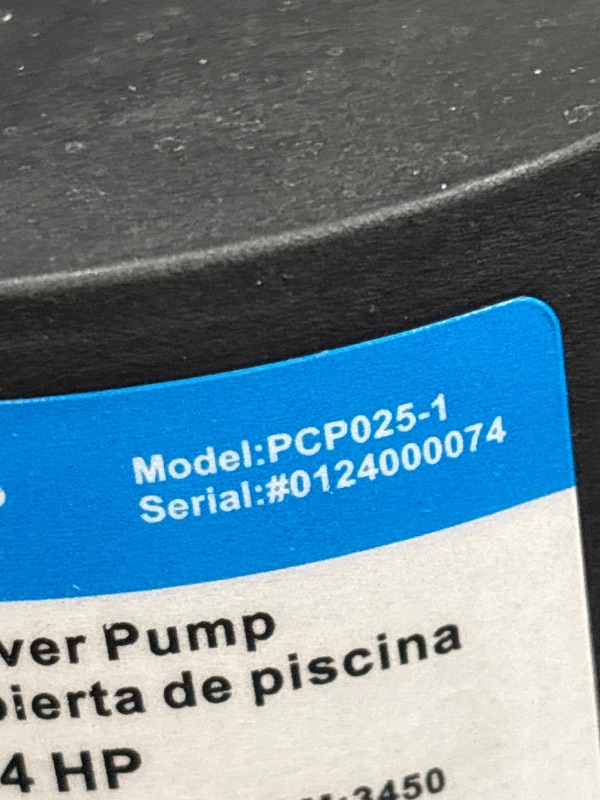 Model:PCP025-1
Serial:#0124000074
ver Pump
bierta de piscina
4 HP
3450